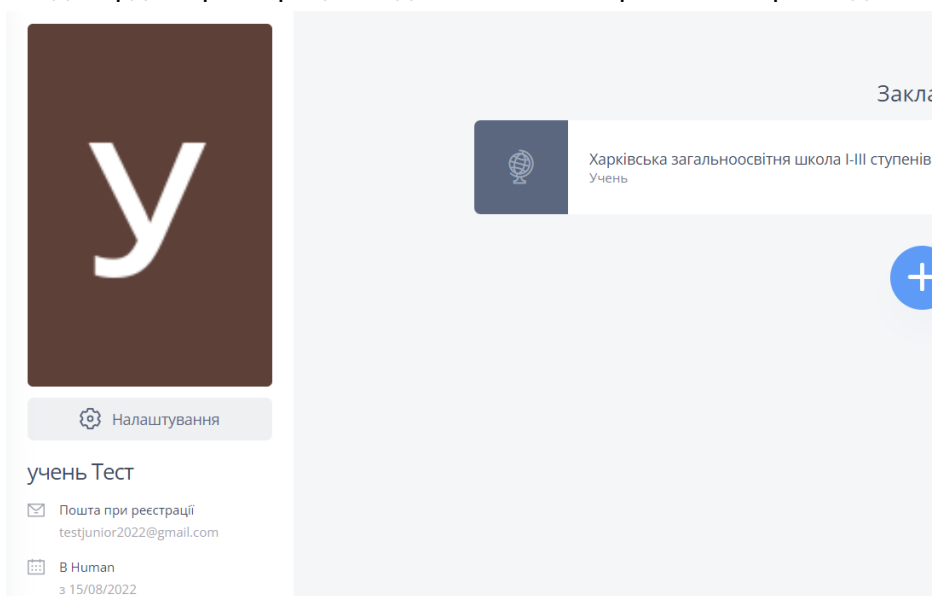 У
Налаштування
учень Тест
Пошта при реєстрації
testjunior2022@gmail.com
В Human
з 15/08/2022
Харківська загальноосвітня школа І-ІІІ ступенів
Учень